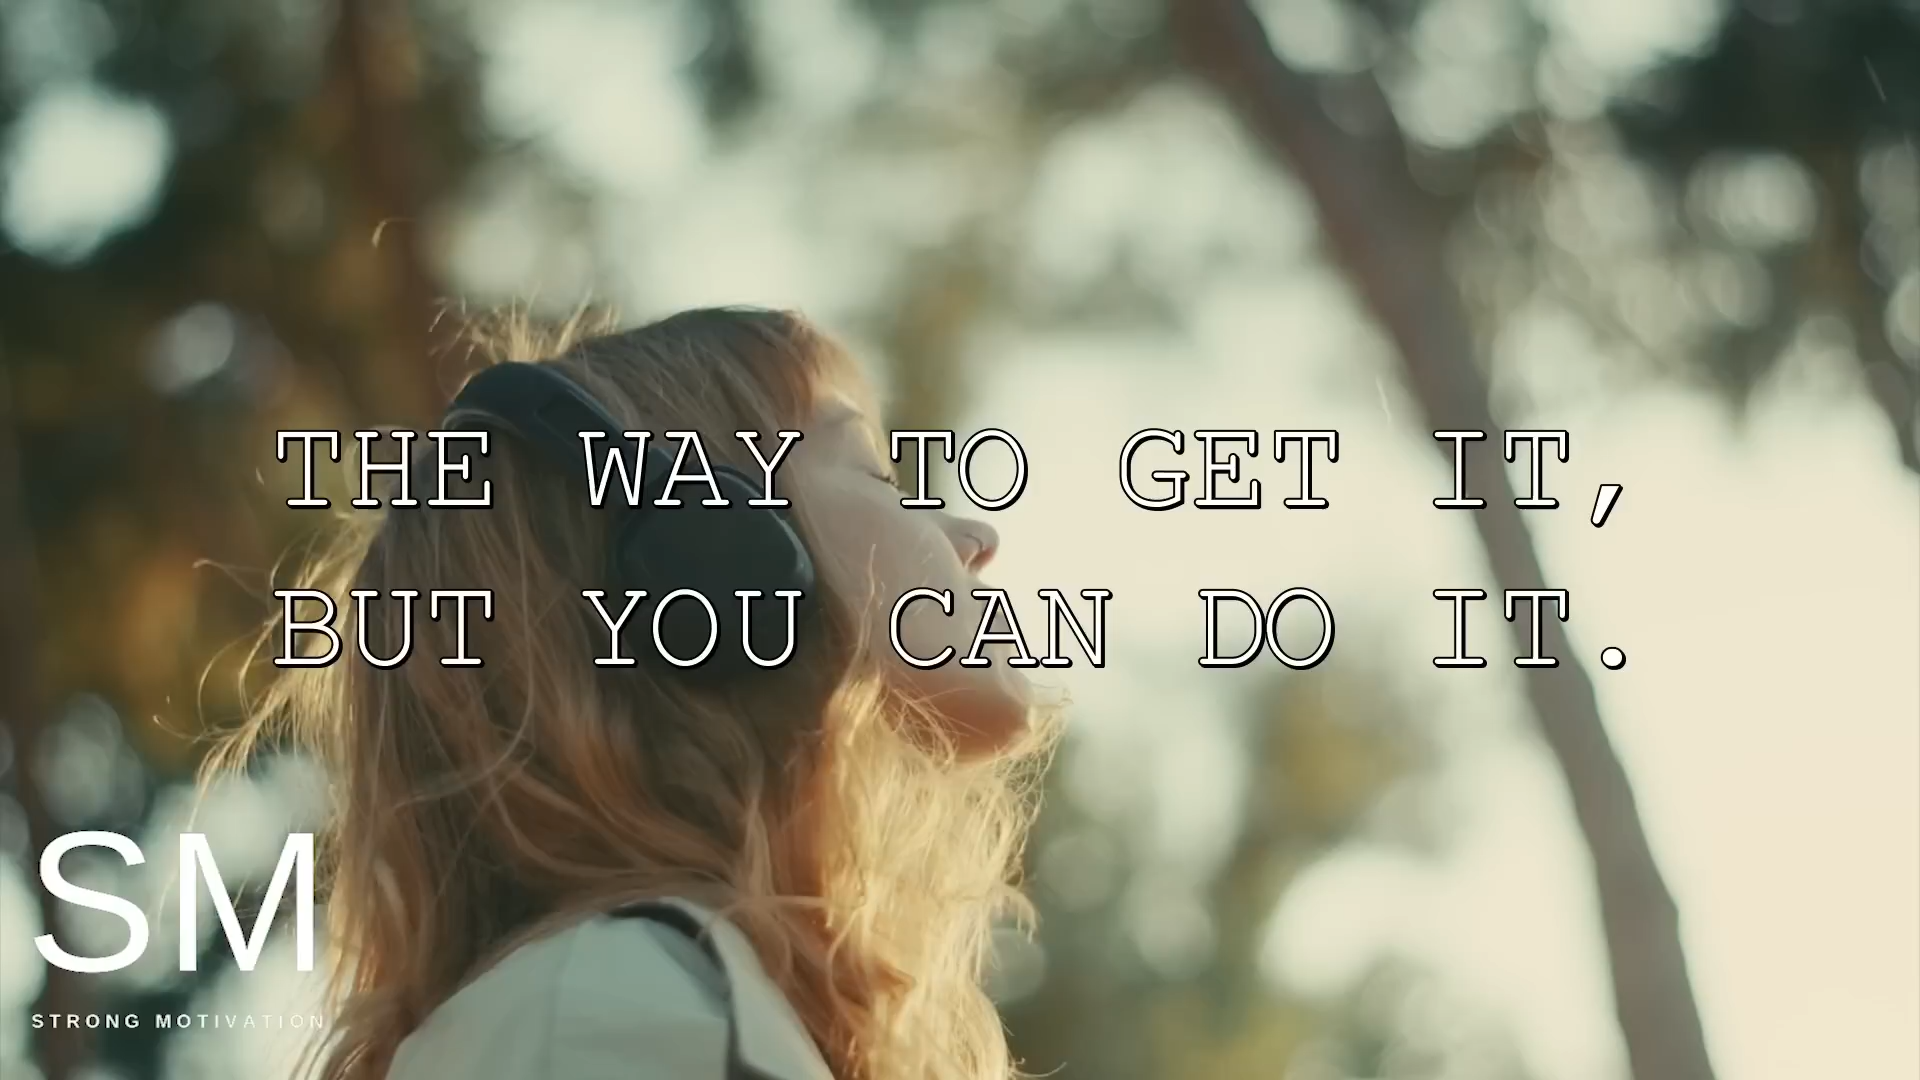 THE WAY TO GET IT,
BUT YOU CAN DO IT.
SM
STRONG MOTIVATION